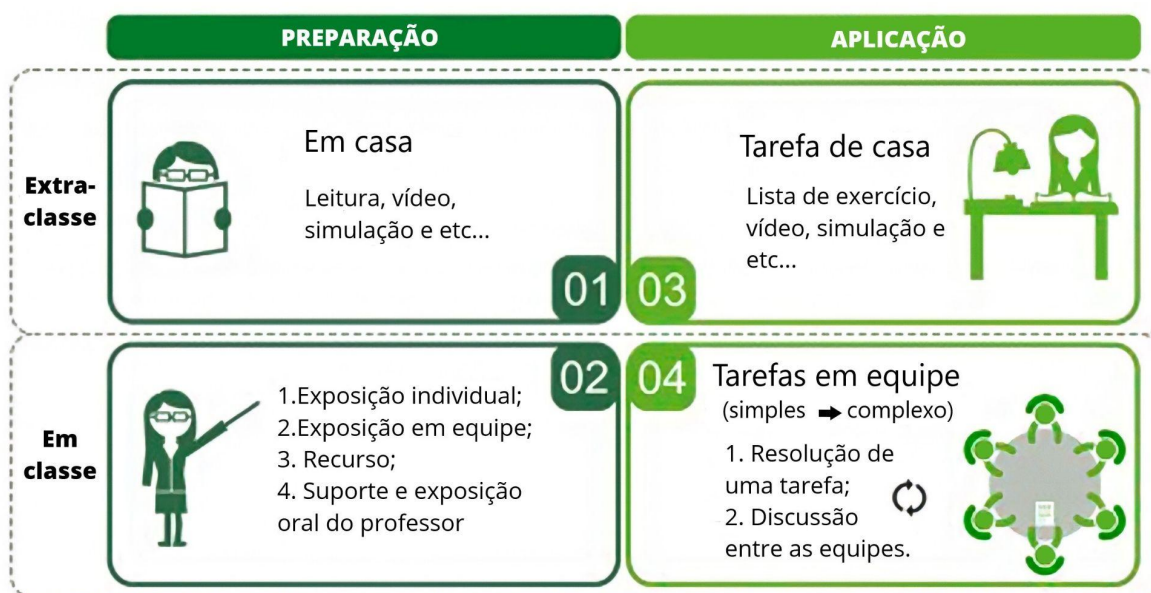 PREPARAÇÃO
APLICAÇÃO
Extra-
classe
Em casa
Leitura, vídeo,
simulação e etc...
01
03
Tarefa de casa
Lista de exercício,
vídeo, simulação e
etc...
Em
classe
02
1.Exposição individual;
2.Exposição em equipe;
3. Recurso;
4. Suporte e exposição
oral do professor
04
Tarefas em equipe
(simples ➡ complexo)
1. Resolução de
uma tarefa;
2. Discussão
entre as equipes.